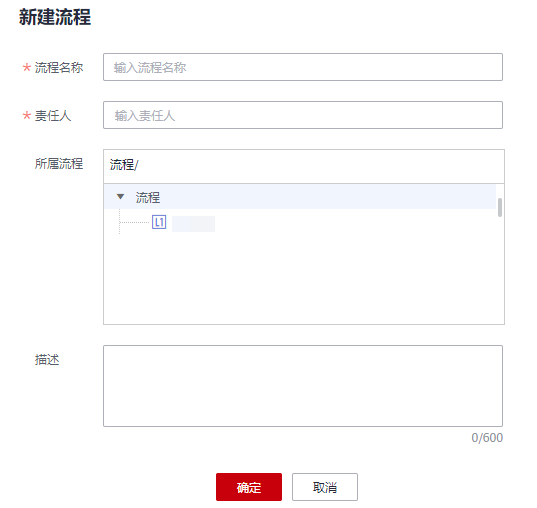 新建流程
* 流程名称 输入流程名称
* 责任人 输入责任人
所属流程 流程/
流程
L1
描述
0/600
确定 取消